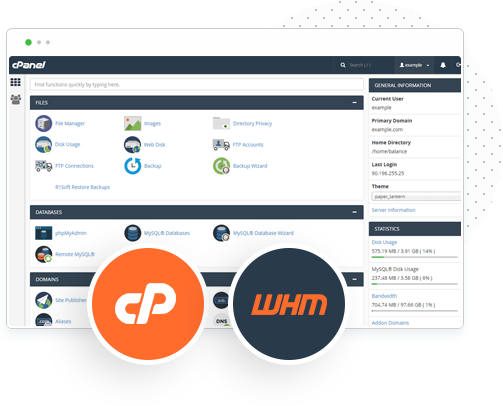 cPanel
Search ( / )
example
Find functions quickly by typing here.
FILES
File Manager
Images
Directory Privacy
Disk Usage
Web Disk
FTP Accounts
FTP Connections
Backup
Backup Wizard
R1Soft Restore Backups
DATABASES
phpMyAdmin
MySQL® Databases
MySQL® Database Wizard
Remote MySQL®
DOMAINS
Site Publisher
Aliases
DNS
GENERAL INFORMATION
Current User
example
Primary Domain
example.com
Home Directory
/home/balance
Last Login
90.196.255.25
Theme
paper_lantern
Server Information
STATISTICS
Disk Usage
575.19 MB / 3.91 GB ( 14% )
MySQL® Disk Usage
237.48 MB / 3.56 GB ( 6% )
Bandwidth
704.74 MB / 97.66 GB ( 1% )
Addon Domains
cP
WHM